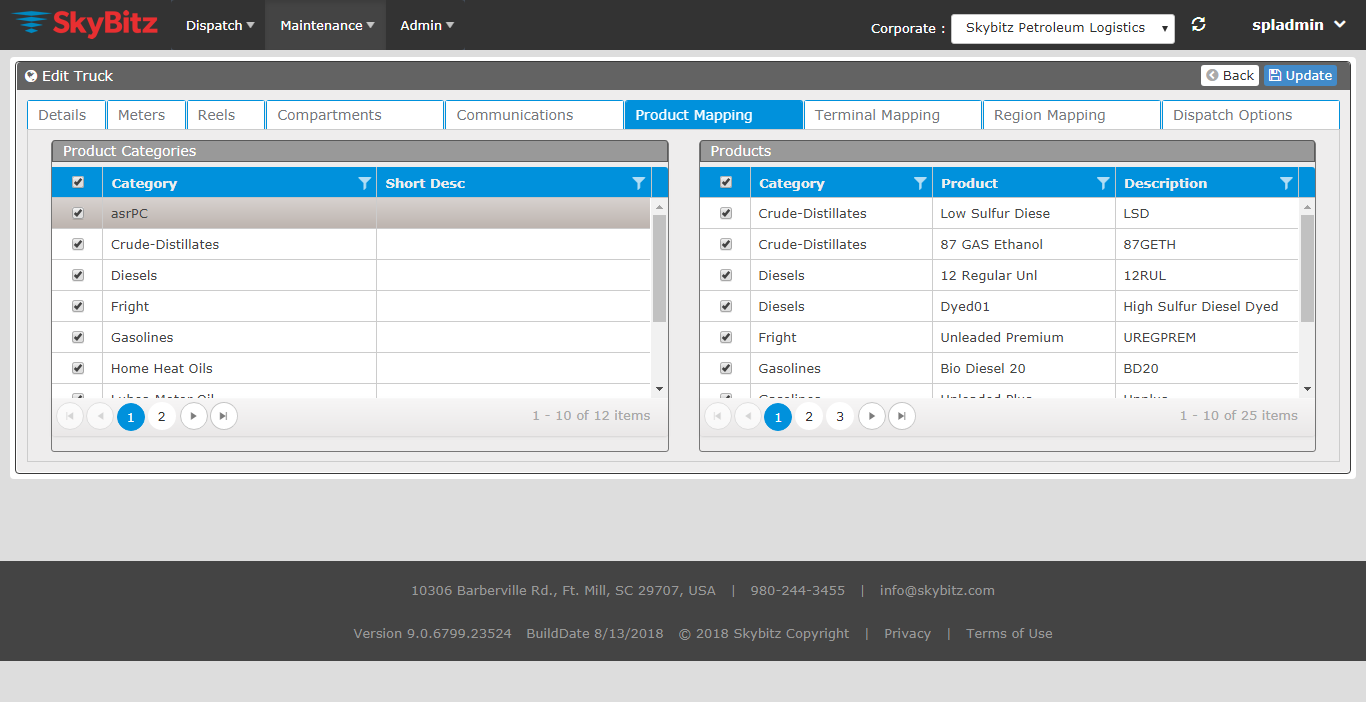 SkyBitz Dispatch Maintenance Admin Corporate : Skybitz Petroleum Logistics spladmin
Edit Truck Back Update
Details Meters Reels Compartments Communications Product Mapping Terminal Mapping Region Mapping Dispatch Options
Product Categories
Category Short Desc
asrPC
Crude-Distillates
Diesels
Fright
Gasolines
Home Heat Oils
1 2 1 - 10 of 12 items
Products
Category Product Description
Crude-Distillates Low Sulfur Diese LSD
Crude-Distillates 87 GAS Ethanol 87GETH
Diesels 12 Regular Unl 12RUL
Diesels Dyed01 High Sulfur Diesel Dyed
Fright Unleaded Premium UREGPREM
Gasolines Bio Diesel 20 BD20
1 2 3 1 - 10 of 25 items
10306 Barberville Rd., Ft. Mill, SC 29707, USA | 980-244-3455 | info@skybitz.com
Version 9.0.6799.23524 BuildDate 8/13/2018 © 2018 Skybitz Copyright | Privacy | Terms of Use